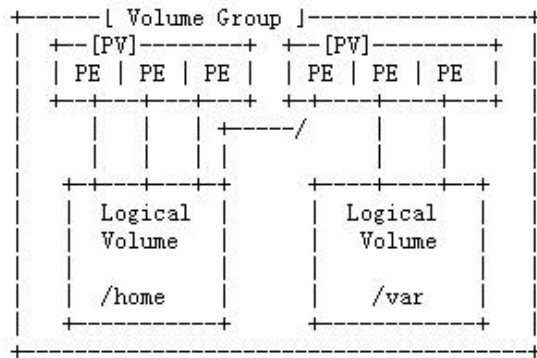 [ Volume Group ]
[PV] [PV]
PE | PE | PE | PE | PE | PE
Logical Logical
Volume Volume
/home /var